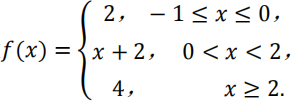 2， −1 ≤ x ≤ 0，
f(x) = { x + 2， 0 < x < 2，
4， x ≥ 2.